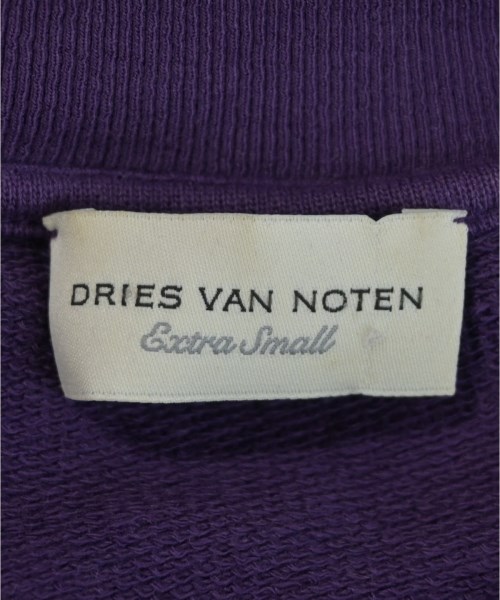 DRIES VAN NOTEN
Extra Small